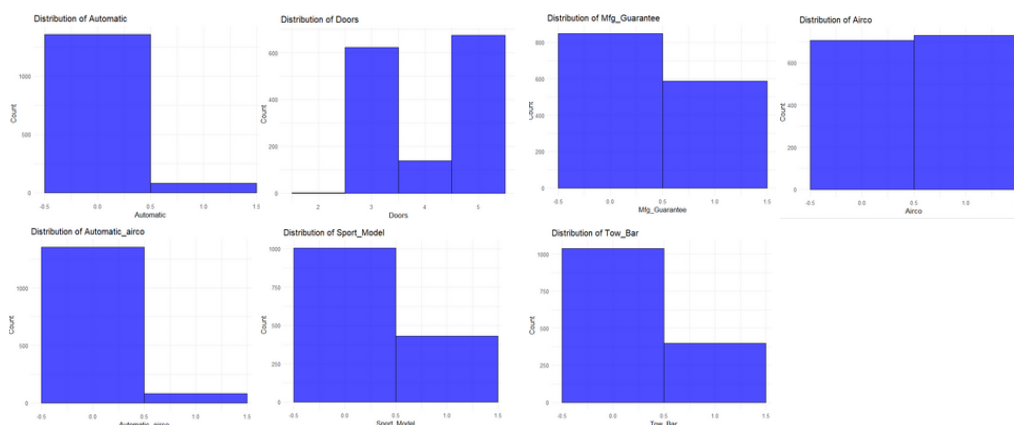 Distribution of Automatic
Count
1000
500
0
-0.5 0.0 0.5 1.0 1.5
Automatic
Distribution of Doors
Count
600
400
200
0
2 3 4 5
Doors
Distribution of Mfg_Guarantee
Count
800
600
400
200
0
-0.5 0.0 0.5 1.0 1.5
Mfg_Guarantee
Distribution of Airco
Count
600
400
200
0
-0.5 0.0 0.5 1.0
Airco
Distribution of Automatic_airco
Count
1000
500
0
-0.5 0.0 0.5 1.0 1.5
Automatic_airco
Distribution of Sport_Model
Count
1000
750
500
250
0
-0.5 0.0 0.5 1.0 1.5
Sport_Model
Distribution of Tow_Bar
Count
1000
750
500
250
0
-0.5 0.0 0.5 1.0 1.5
Tow_Bar